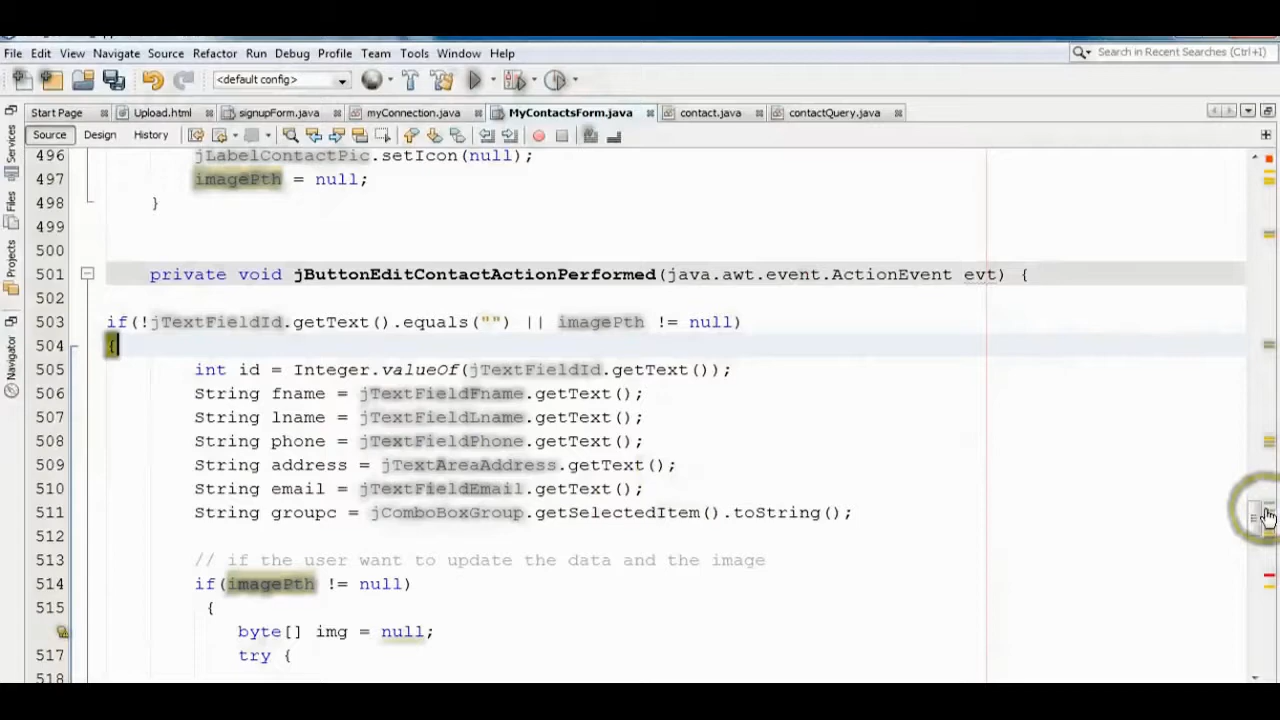 File Edit View Navigate Source Refactor Run Debug Profile Team Tools Window Help
Search in Recent Searches (Ctrl+I)
<default config>
Start Page Upload.html signupForm.java myConnection.java MyContactsForm.java contact.java contactQuery.java
Source Design History
Services
Files
Projects
Navigator
496 jLabelContactPic.setIcon(null);
497 imagePth = null;
498 }
499
500
501 private void jButtonEditContactActionPerformed(java.awt.event.ActionEvent evt) {
502
503 if(!jTextFieldId.getText().equals("") || imagePth != null)
504 {
505 int id = Integer.valueOf(jTextFieldId.getText());
506 String fname = jTextFieldFname.getText();
507 String lname = jTextFieldLname.getText();
508 String phone = jTextFieldPhone.getText();
509 String address = jTextAreaAddress.getText();
510 String email = jTextFieldEmail.getText();
511 String groupc = jComboBoxGroup.getSelectedItem().toString();
512
513 // if the user want to update the data and the image
514 if(imagePth != null)
515 {
byte[] img = null;
517 try {
518